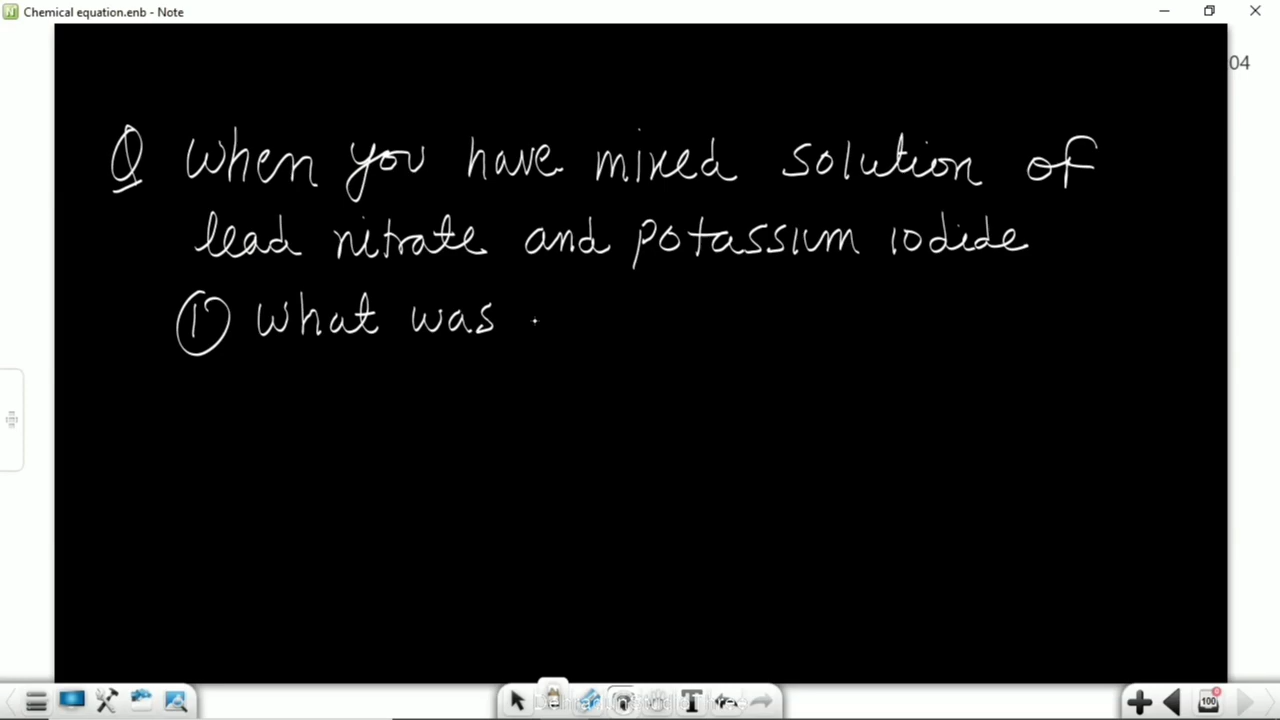 Chemical equation.enb - Note
04
Q When you have mixed solution of
lead nitrate and potassium iodide
① What was
100